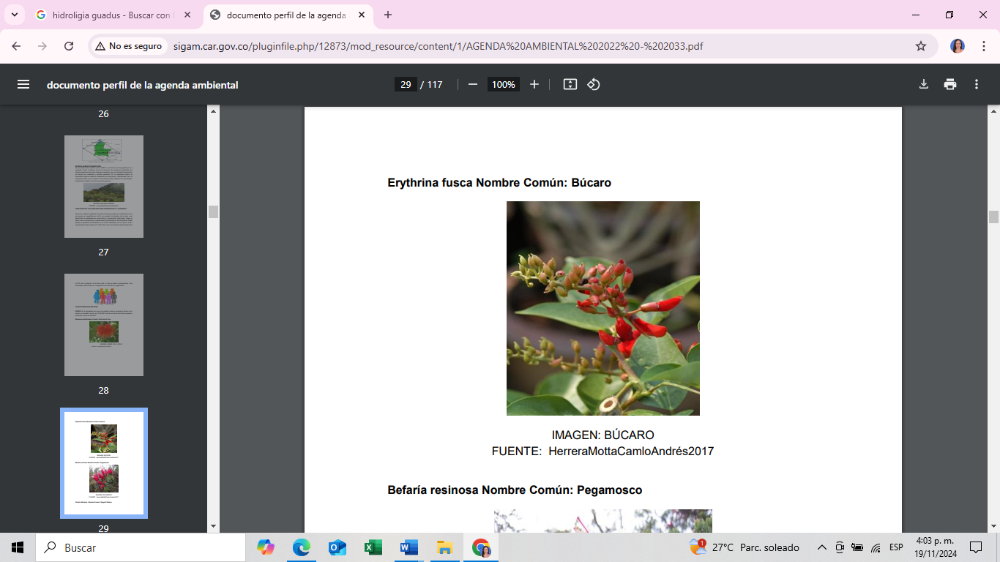 hidroligia guadus - Buscar con
documento perfil de la agenda
No es seguro
sigam.car.gov.co/pluginfile.php/12873/mod_resource/content/1/AGENDA%20AMBIENTAL%202022%20-%202033.pdf
documento perfil de la agenda ambiental
29 / 117
100%
26
27
28
29
Erythrina fusca Nombre Común: Búcaro
IMAGEN: BÚCARO
FUENTE: HerreraMottaCamloAndrés2017
Befaría resinosa Nombre Común: Pegamosco
Buscar
1
27°C Parc. soleado
ESP
4:03 p. m.
19/11/2024